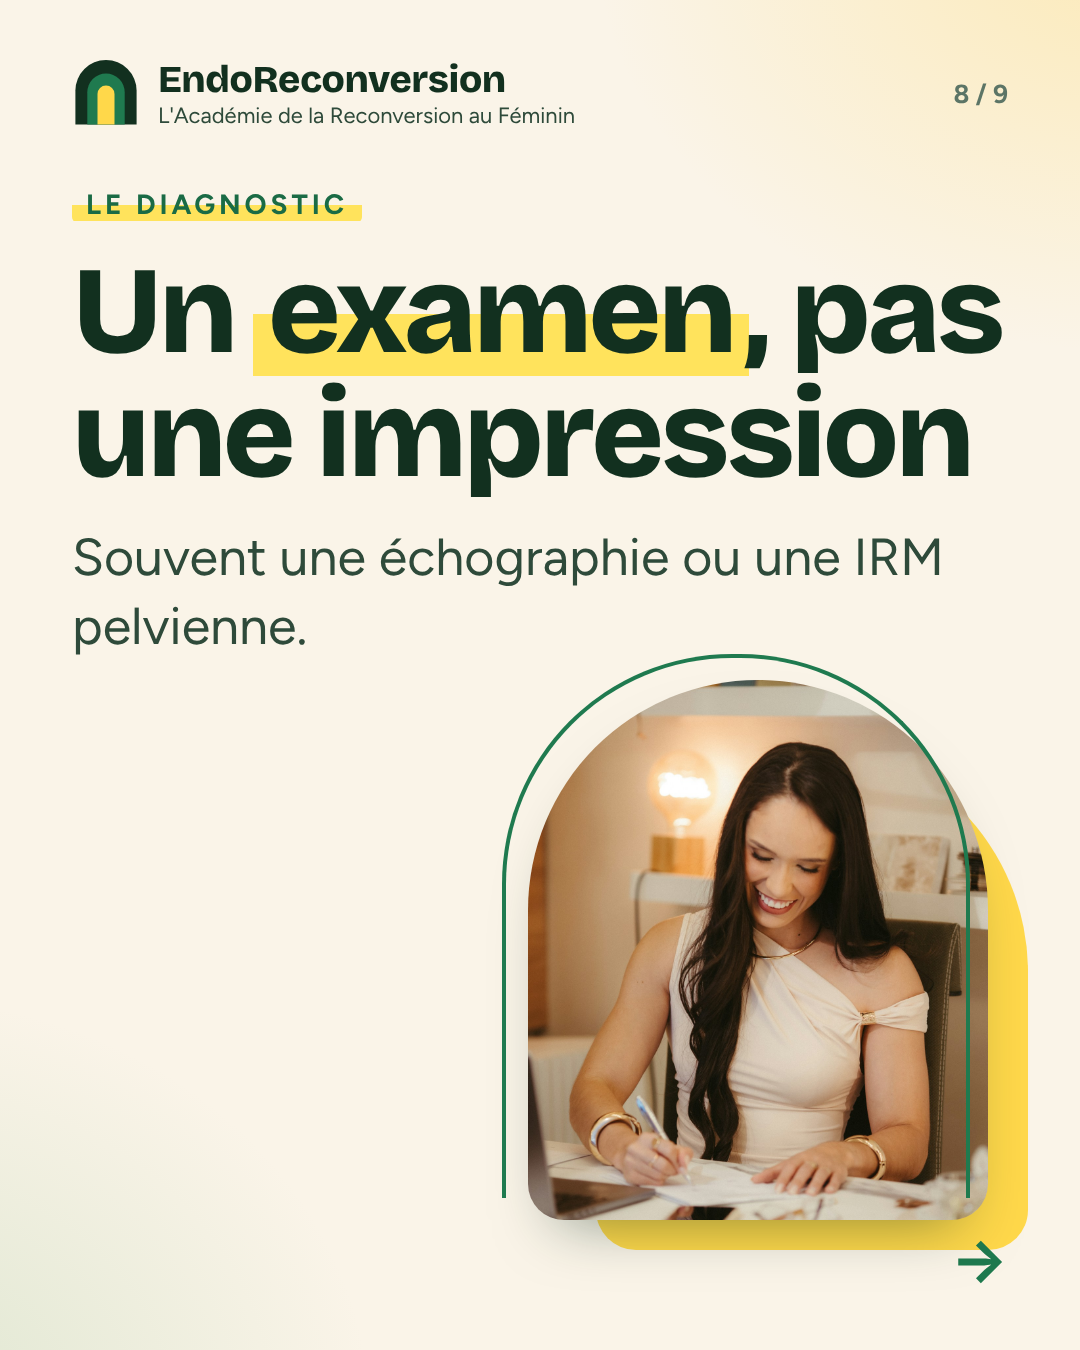 EndoReconversion
L'Académie de la Reconversion au Féminin
8 / 9
LE DIAGNOSTIC
Un examen, pas
une impression
Souvent une échographie ou une IRM
pelvienne.